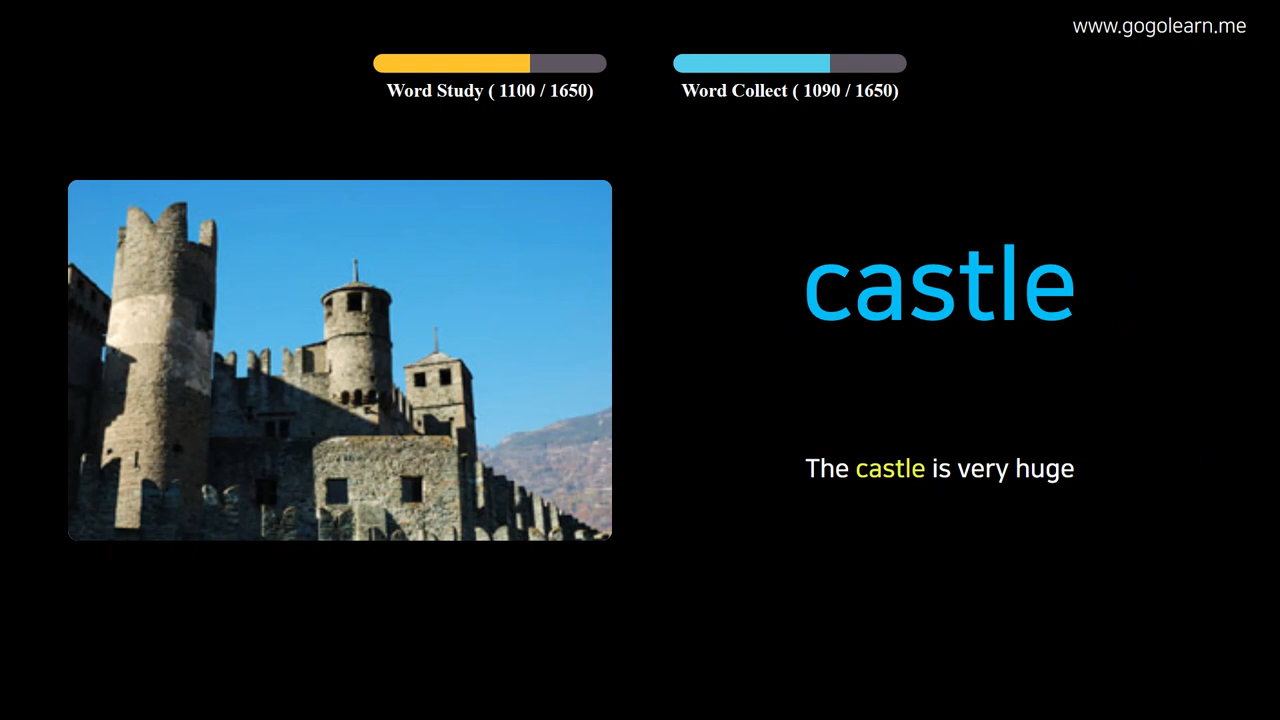 www.gogolearn.me
Word Study ( 1100 / 1650)
Word Collect ( 1090 / 1650)
castle
The castle is very huge